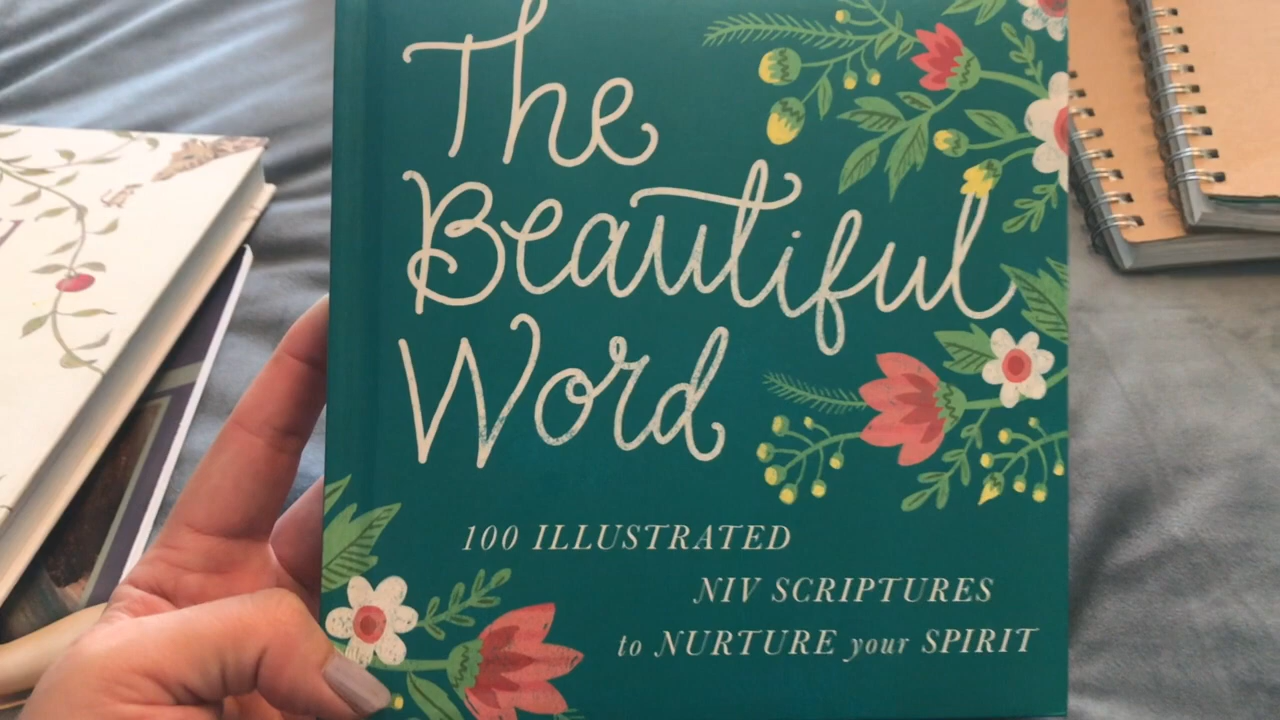 The
Beautiful
Word
100 ILLUSTRATED
NIV SCRIPTURES
to NURTURE your SPIRIT